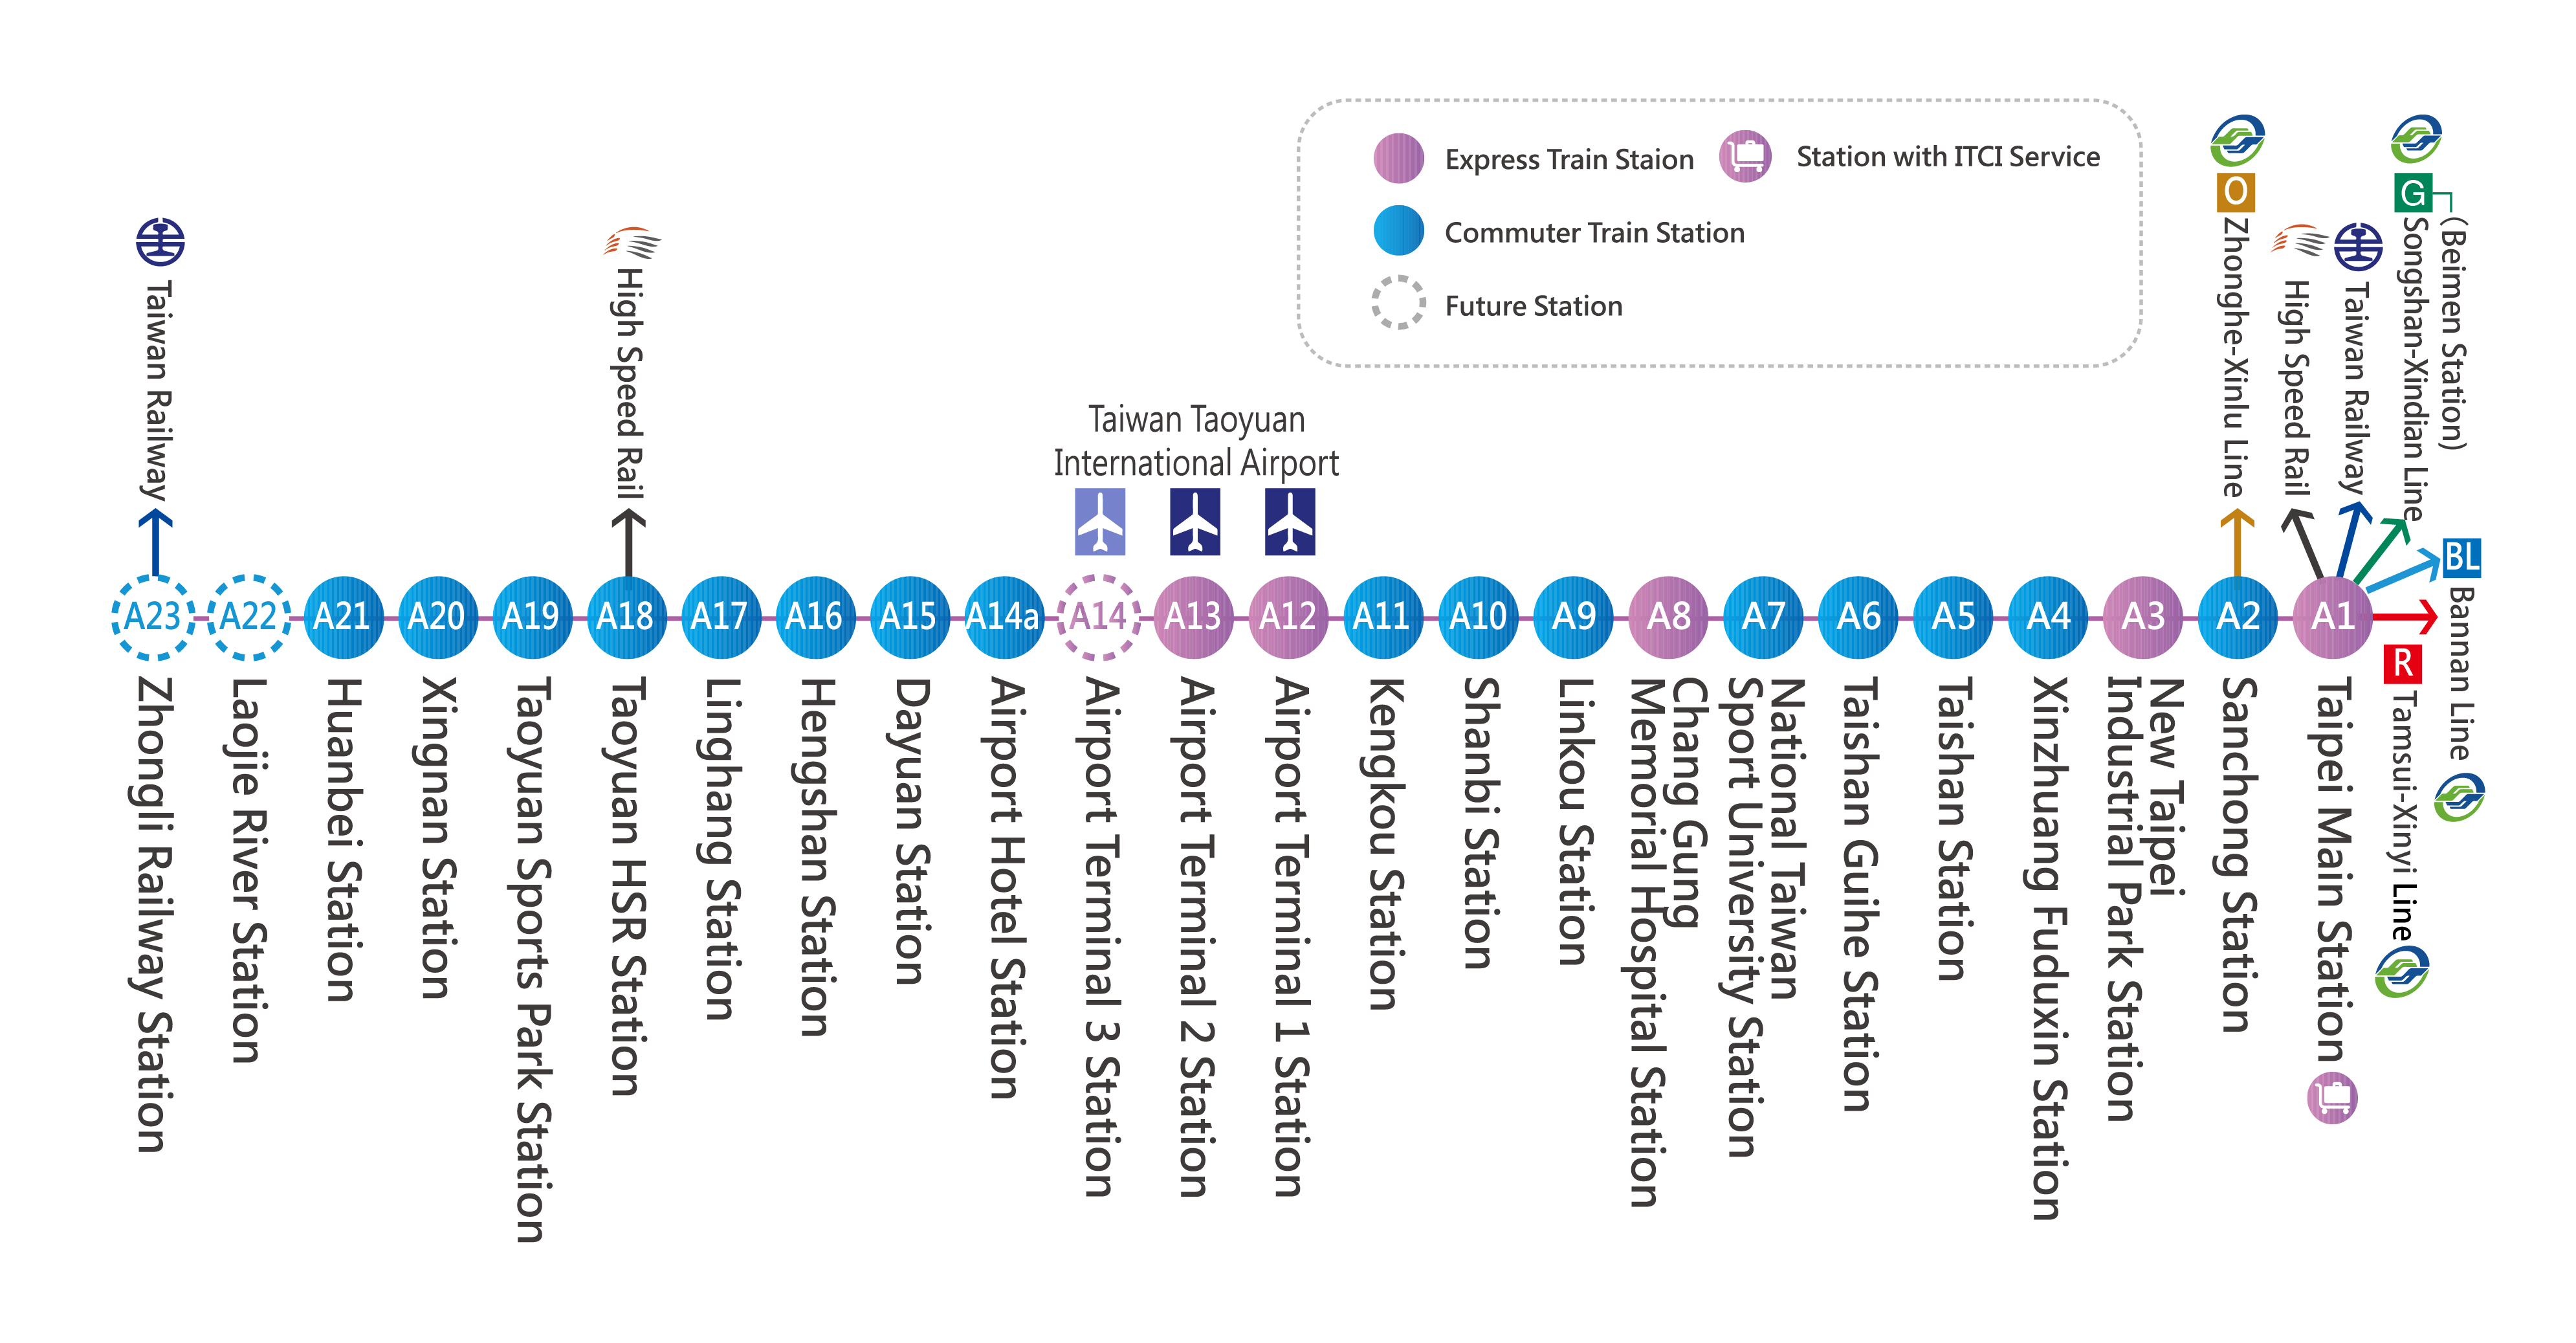 Express Train Staion
Station with ITCI Service
Commuter Train Station
Future Station
Taiwan Railway
High Speed Rail
Taiwan Taoyuan
International Airport
O
Zhonghe-Xinlu Line
High Speed Rail
Taiwan Railway
G
Songshan-Xindian Line
(Beimen Station)
BL
Bannan Line
R
Tamsui-Xinyi Line
A23
A22
A21
A20
A19
A18
A17
A16
A15
A14a
A14
A13
A12
A11
A10
A9
A8
A7
A6
A5
A4
A3
A2
A1
Zhongli Railway Station
Laojie River Station
Huanbei Station
Xingnan Station
Taoyuan Sports Park Station
Taoyuan HSR Station
Linghang Station
Hengshan Station
Dayuan Station
Airport Hotel Station
Airport Terminal 3 Station
Airport Terminal 2 Station
Airport Terminal 1 Station
Kengkou Station
Shanbi Station
Linkou Station
Chang Gung
Memorial Hospital Station
National Taiwan
Sport University Station
Taishan Guihe Station
Taishan Station
Xinzhuang Fuduxin Station
New Taipei
Industrial Park Station
Sanchong Station
Taipei Main Station